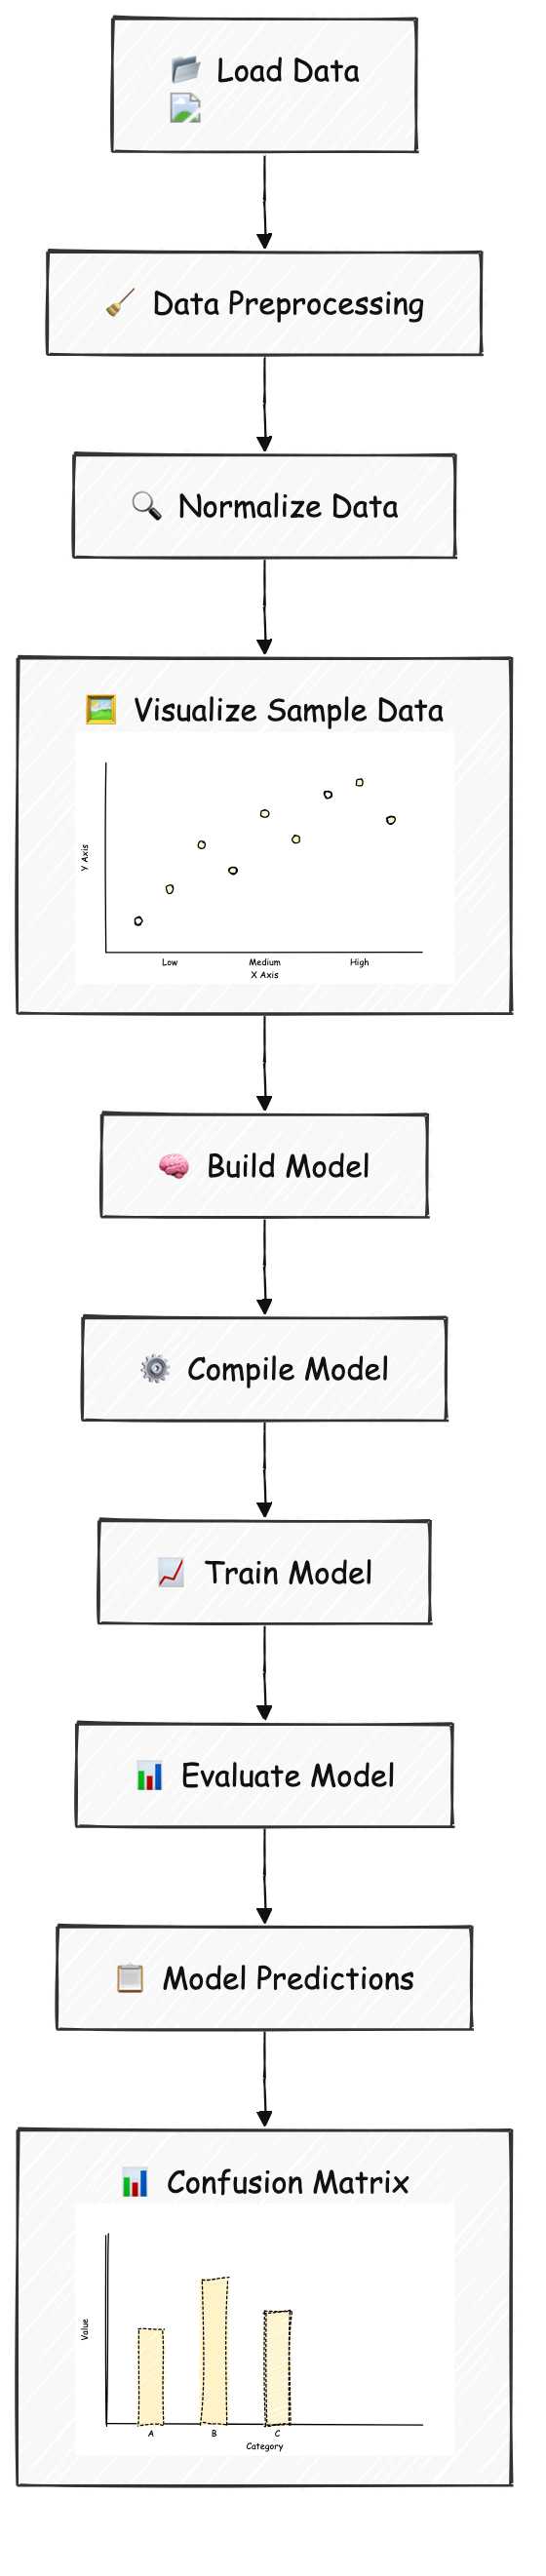 Load Data
Data Preprocessing
Normalize Data
Visualize Sample Data
Y Axis
Low Medium High
X Axis
Build Model
Compile Model
Train Model
Evaluate Model
Model Predictions
Confusion Matrix
Value
A B C
Category